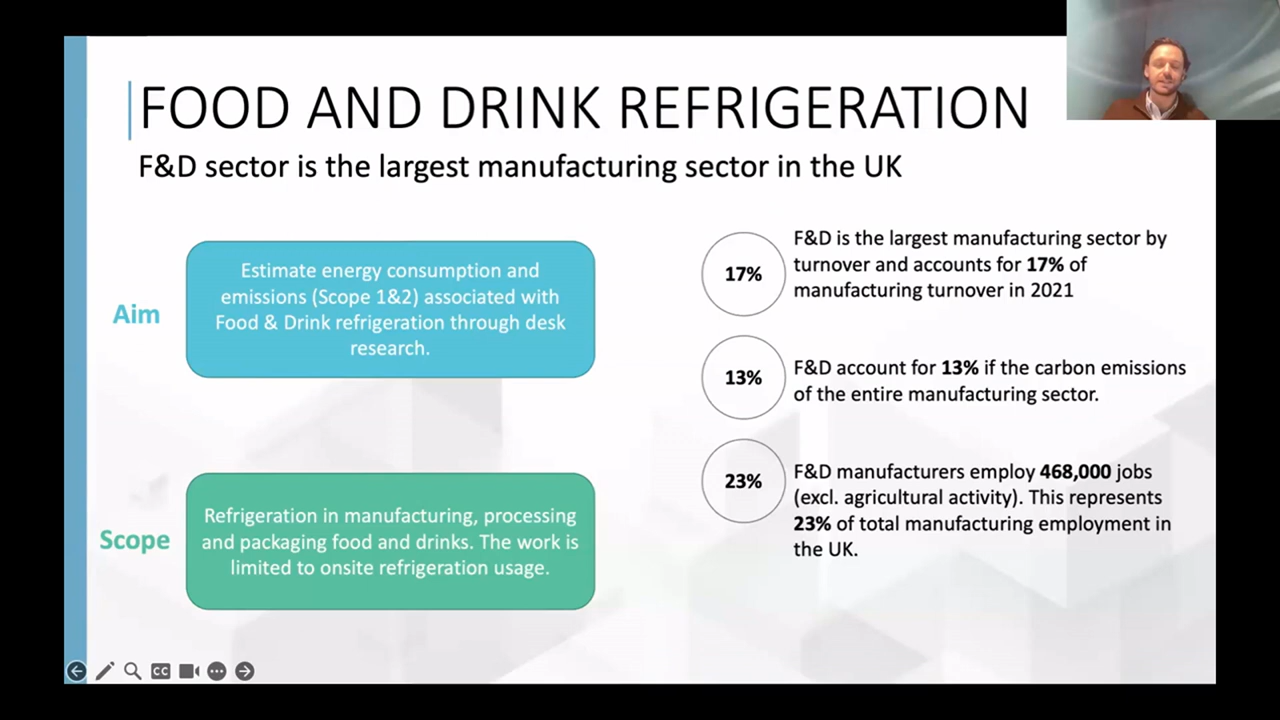 FOOD AND DRINK REFRIGERATION
F&D sector is the largest manufacturing sector in the UK
Aim
Estimate energy consumption and
emissions (Scope 1&2) associated with
Food & Drink refrigeration through desk
research.
Scope
Refrigeration in manufacturing, processing
and packaging food and drinks. The work is
limited to onsite refrigeration usage.
17%
F&D is the largest manufacturing sector by
turnover and accounts for 17% of
manufacturing turnover in 2021
13%
F&D account for 13% if the carbon emissions
of the entire manufacturing sector.
23%
F&D manufacturers employ 468,000 jobs
(excl. agricultural activity). This represents
23% of total manufacturing employment in
the UK.
CC